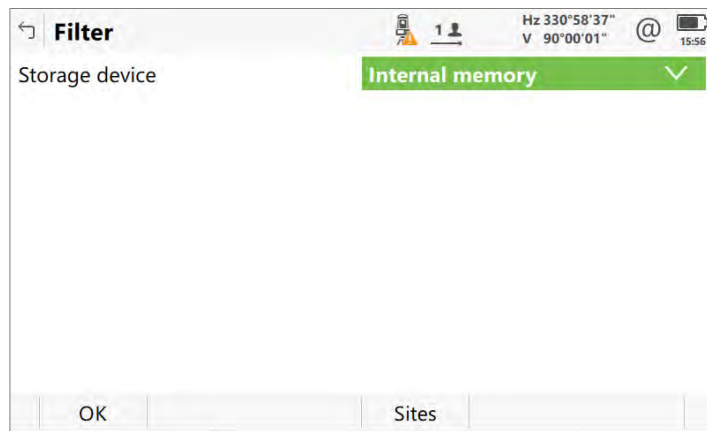 Filter
1
Hz 330°58'37"
V 90°00'01"
@
15:56
Storage device
Internal memory
OK
Sites